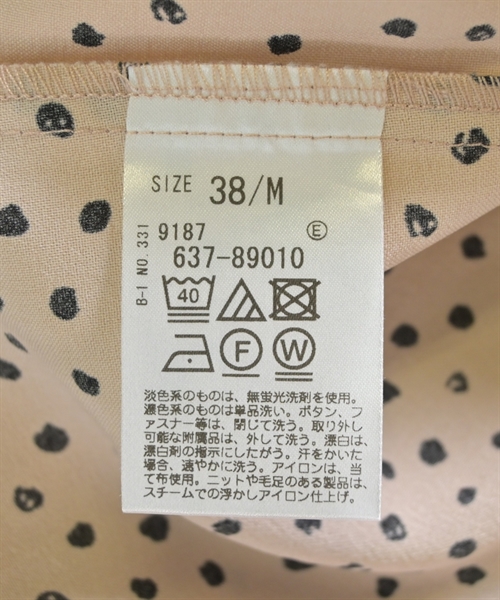 SIZE 38/M
B-1 NO.331
9187 E
637-89010
40
F W
淡色系のものは、無蛍光洗剤を使用。
濃色系のものは単品洗い。ボタン、フ
ァスナー等は、閉じて洗う。取り外し
可能な附属品は、外して洗う。漂白は、
漂白剤の指示にしたがう。汗をかいた
場合、速やかに洗う。アイロンは、当
て布使用。ニットや毛足のある製品は、
スチームでの浮かしアイロン仕上げ。